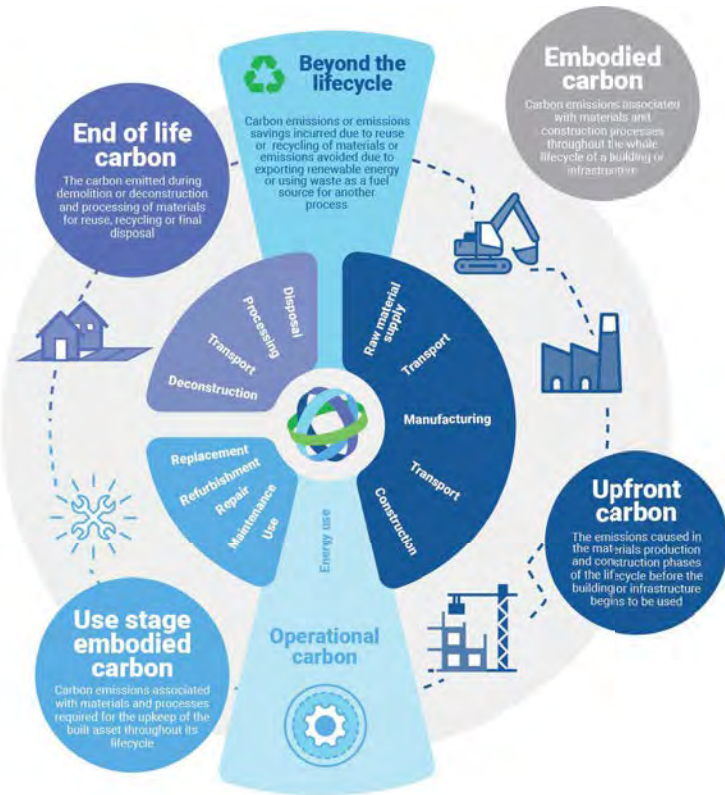 Beyond the
lifecycle
Carbon emissions or emissions
savings incurred due to reuse
or recycling of materials or
emissions avoided due to
exporting renewable energy
or using waste as a fuel
source for another
process
Embodied
carbon
Carbon emissions associated
with materials and
construction processes
throughout the whole
lifecycle of a building or
infrastructure
End of life
carbon
The carbon emitted during
demolition or deconstruction
and processing of materials
for reuse, recycling or final
disposal
Disposal
Processing
Transport
Deconstruction
Raw material
supply
Transport
Manufacturing
Transport
Construction
Replacement
Refurbishment
Repair
Maintenance
Use
Energy use
Upfront
carbon
The emissions caused in
the materials production
and construction phases
of the lifecycle before the
building or infrastructure
begins to be used
Use stage
embodied
carbon
Carbon emissions associated
with materials and processes
required for the upkeep of the
built asset throughout its
lifecycle
Operational
carbon